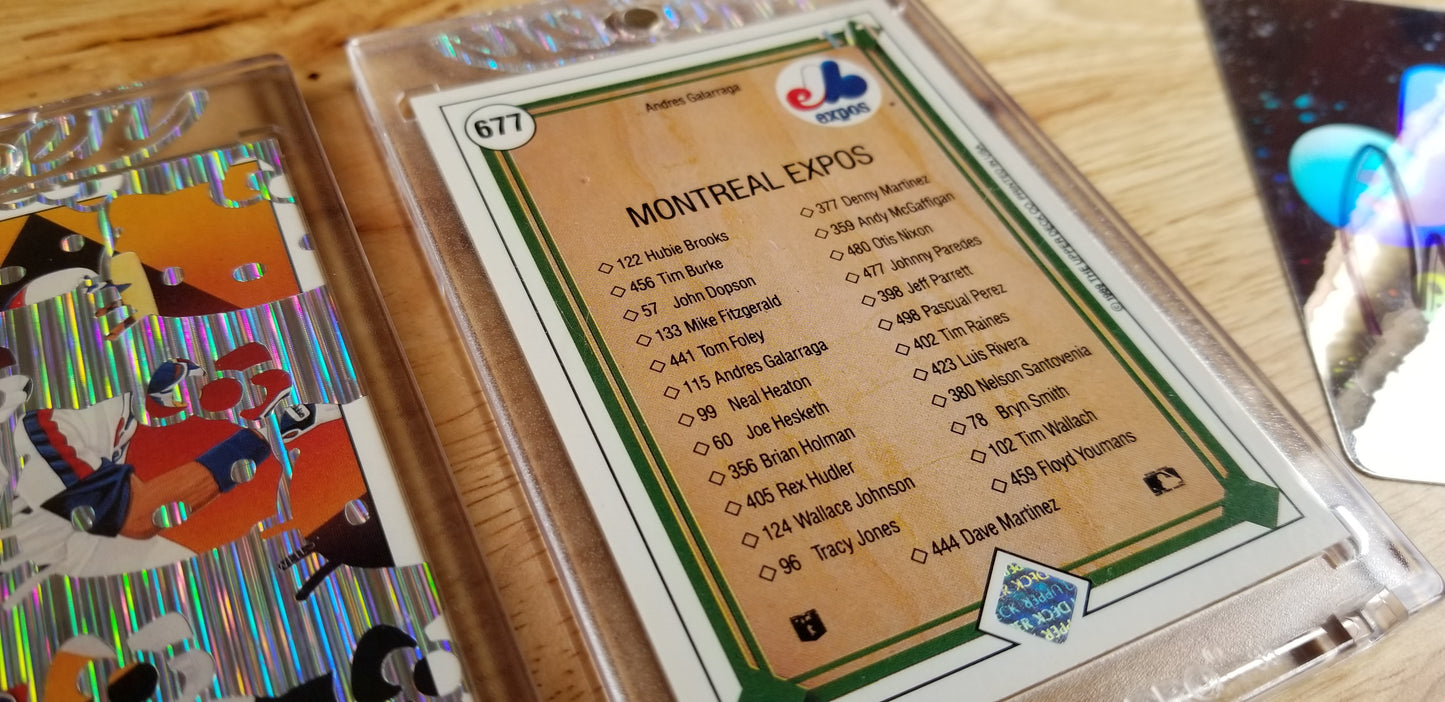 677
Andres Galarraga
expos
MONTREAL EXPOS
122 Hubie Brooks
456 Tim Burke
57 John Dopson
133 Mike Fitzgerald
441 Tom Foley
115 Andres Galarraga
99 Neal Heaton
60 Joe Hesketh
356 Brian Holman
405 Rex Hudler
124 Wallace Johnson
96 Tracy Jones
377 Denny Martinez
359 Andy McGaffigan
480 Otis Nixon
477 Johnny Paredes
398 Jeff Parrett
498 Pascual Perez
402 Tim Raines
423 Luis Rivera
380 Nelson Santovenia
78 Bryn Smith
102 Tim Wallach
459 Floyd Youmans
444 Dave Martinez
UPPER DECK